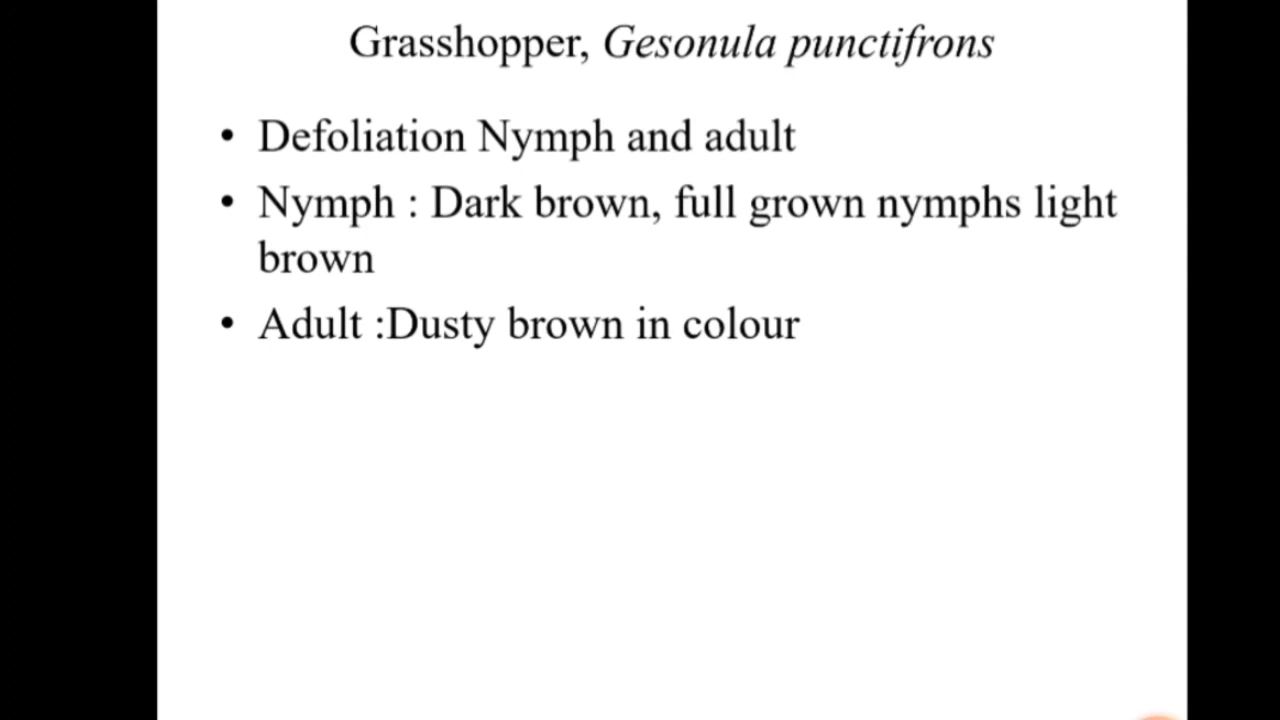 Grasshopper, Gesonula punctifrons
• Defoliation Nymph and adult
• Nymph : Dark brown, full grown nymphs light
brown
• Adult :Dusty brown in colour